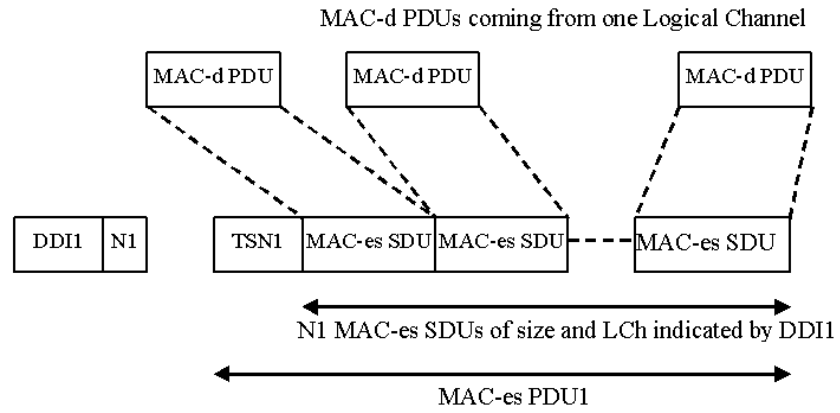 MAC-d PDUs coming from one Logical Channel
MAC-d PDU MAC-d PDU MAC-d PDU
DDI1 N1 TSN1 MAC-es SDU MAC-es SDU MAC-es SDU
N1 MAC-es SDUs of size and LCh indicated by DDI1
MAC-es PDU1